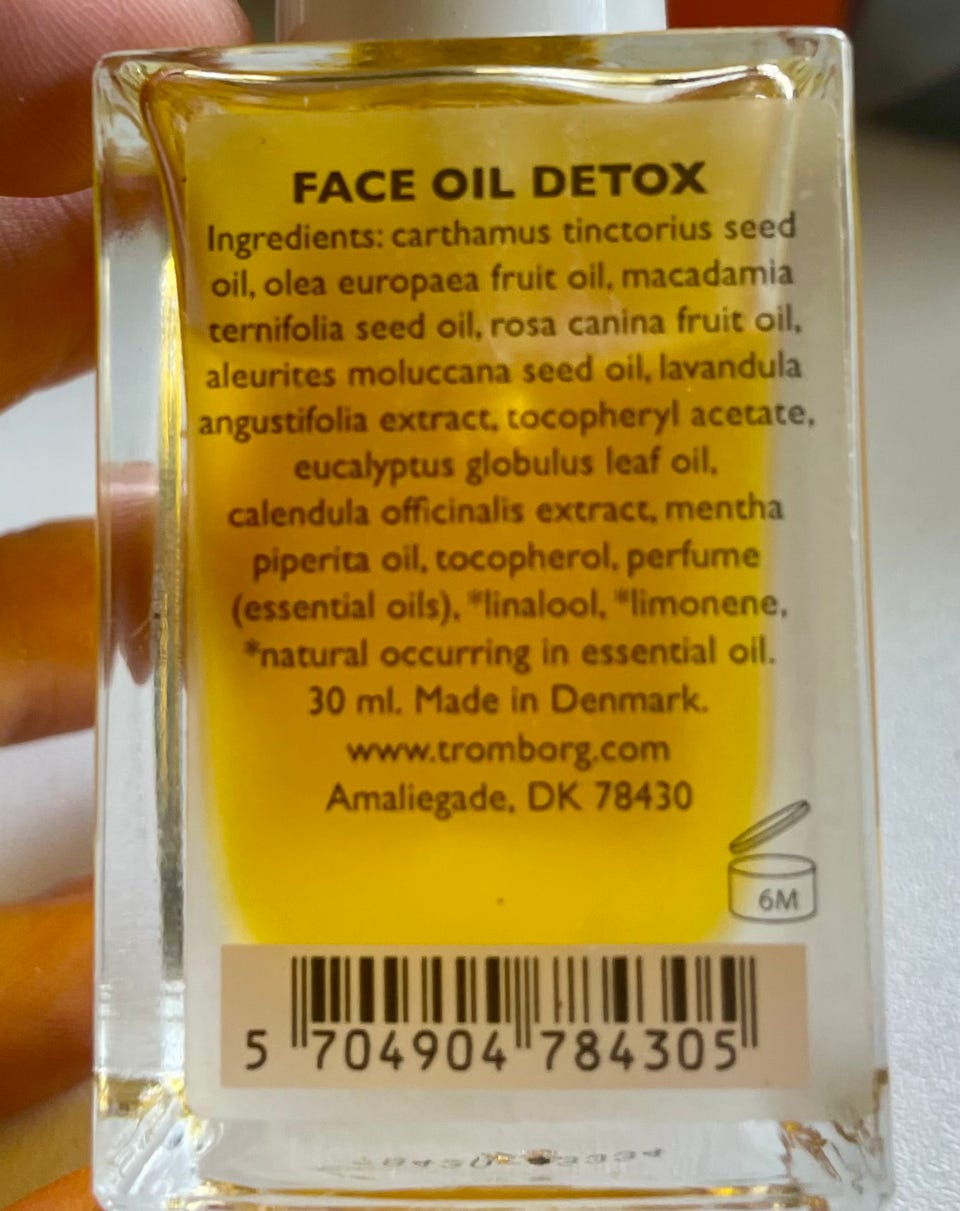 FACE OIL DETOX
Ingredients: carthamus tinctorius seed
oil, olea europaea fruit oil, macadamia
ternifolia seed oil, rosa canina fruit oil,
aleurites moluccana seed oil, lavandula
angustifolia extract, tocopheryl acetate,
eucalyptus globulus leaf oil,
calendula officinalis extract, mentha
piperita oil, tocopherol, perfume
(essential oils), *linalool, *limonene,
*natural occurring in essential oil.
30 ml. Made in Denmark.
www.tromborg.com
Amaliegade, DK 78430
6M
5 704904 784305